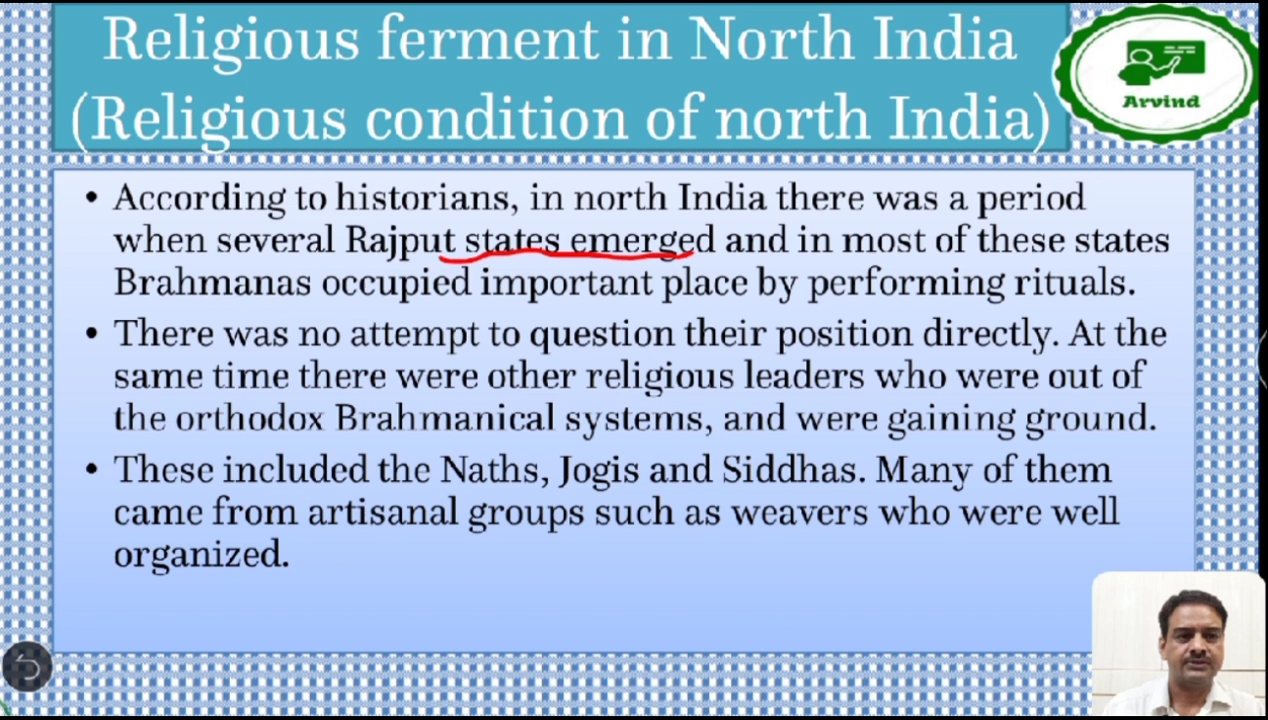 Religious ferment in North India
(Religious condition of north India)
Arvind
• According to historians, in north India there was a period
when several Rajput states emerged and in most of these states
Brahmanas occupied important place by performing rituals.
• There was no attempt to question their position directly. At the
same time there were other religious leaders who were out of
the orthodox Brahmanical systems, and were gaining ground.
• These included the Naths, Jogis and Siddhas. Many of them
came from artisanal groups such as weavers who were well
organized.